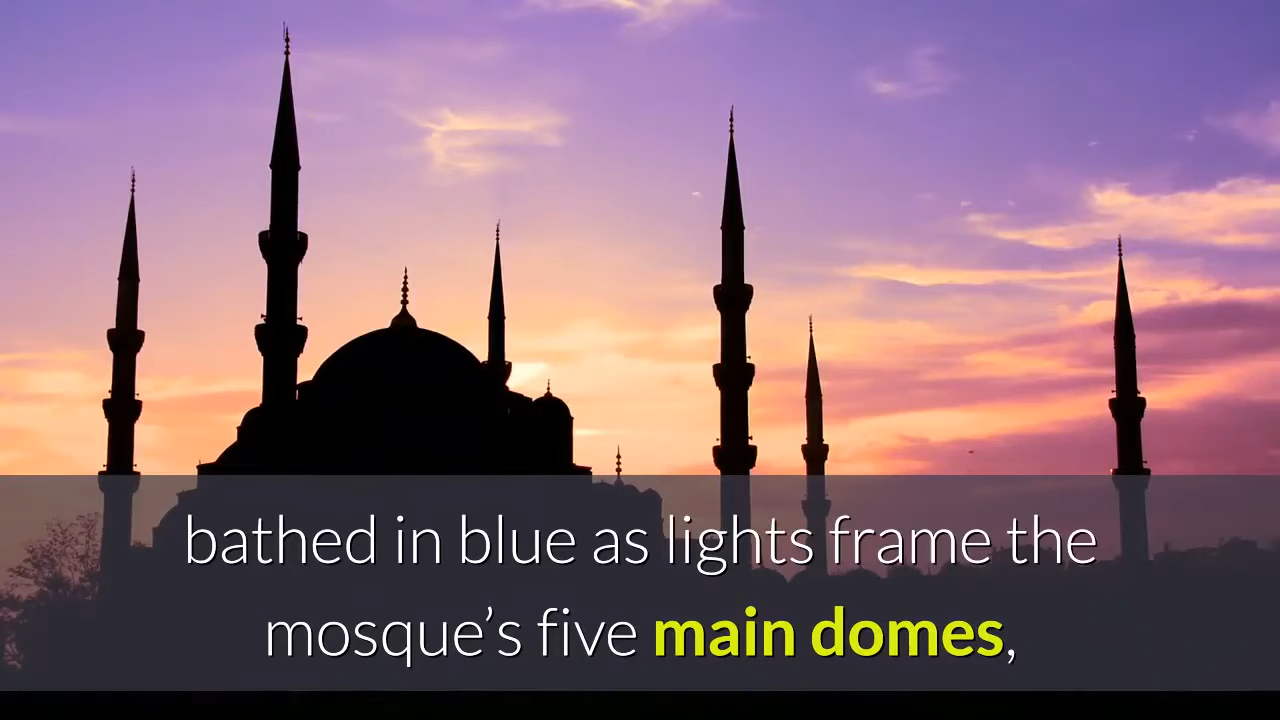 bathed in blue as lights frame the
mosque’s five main domes,